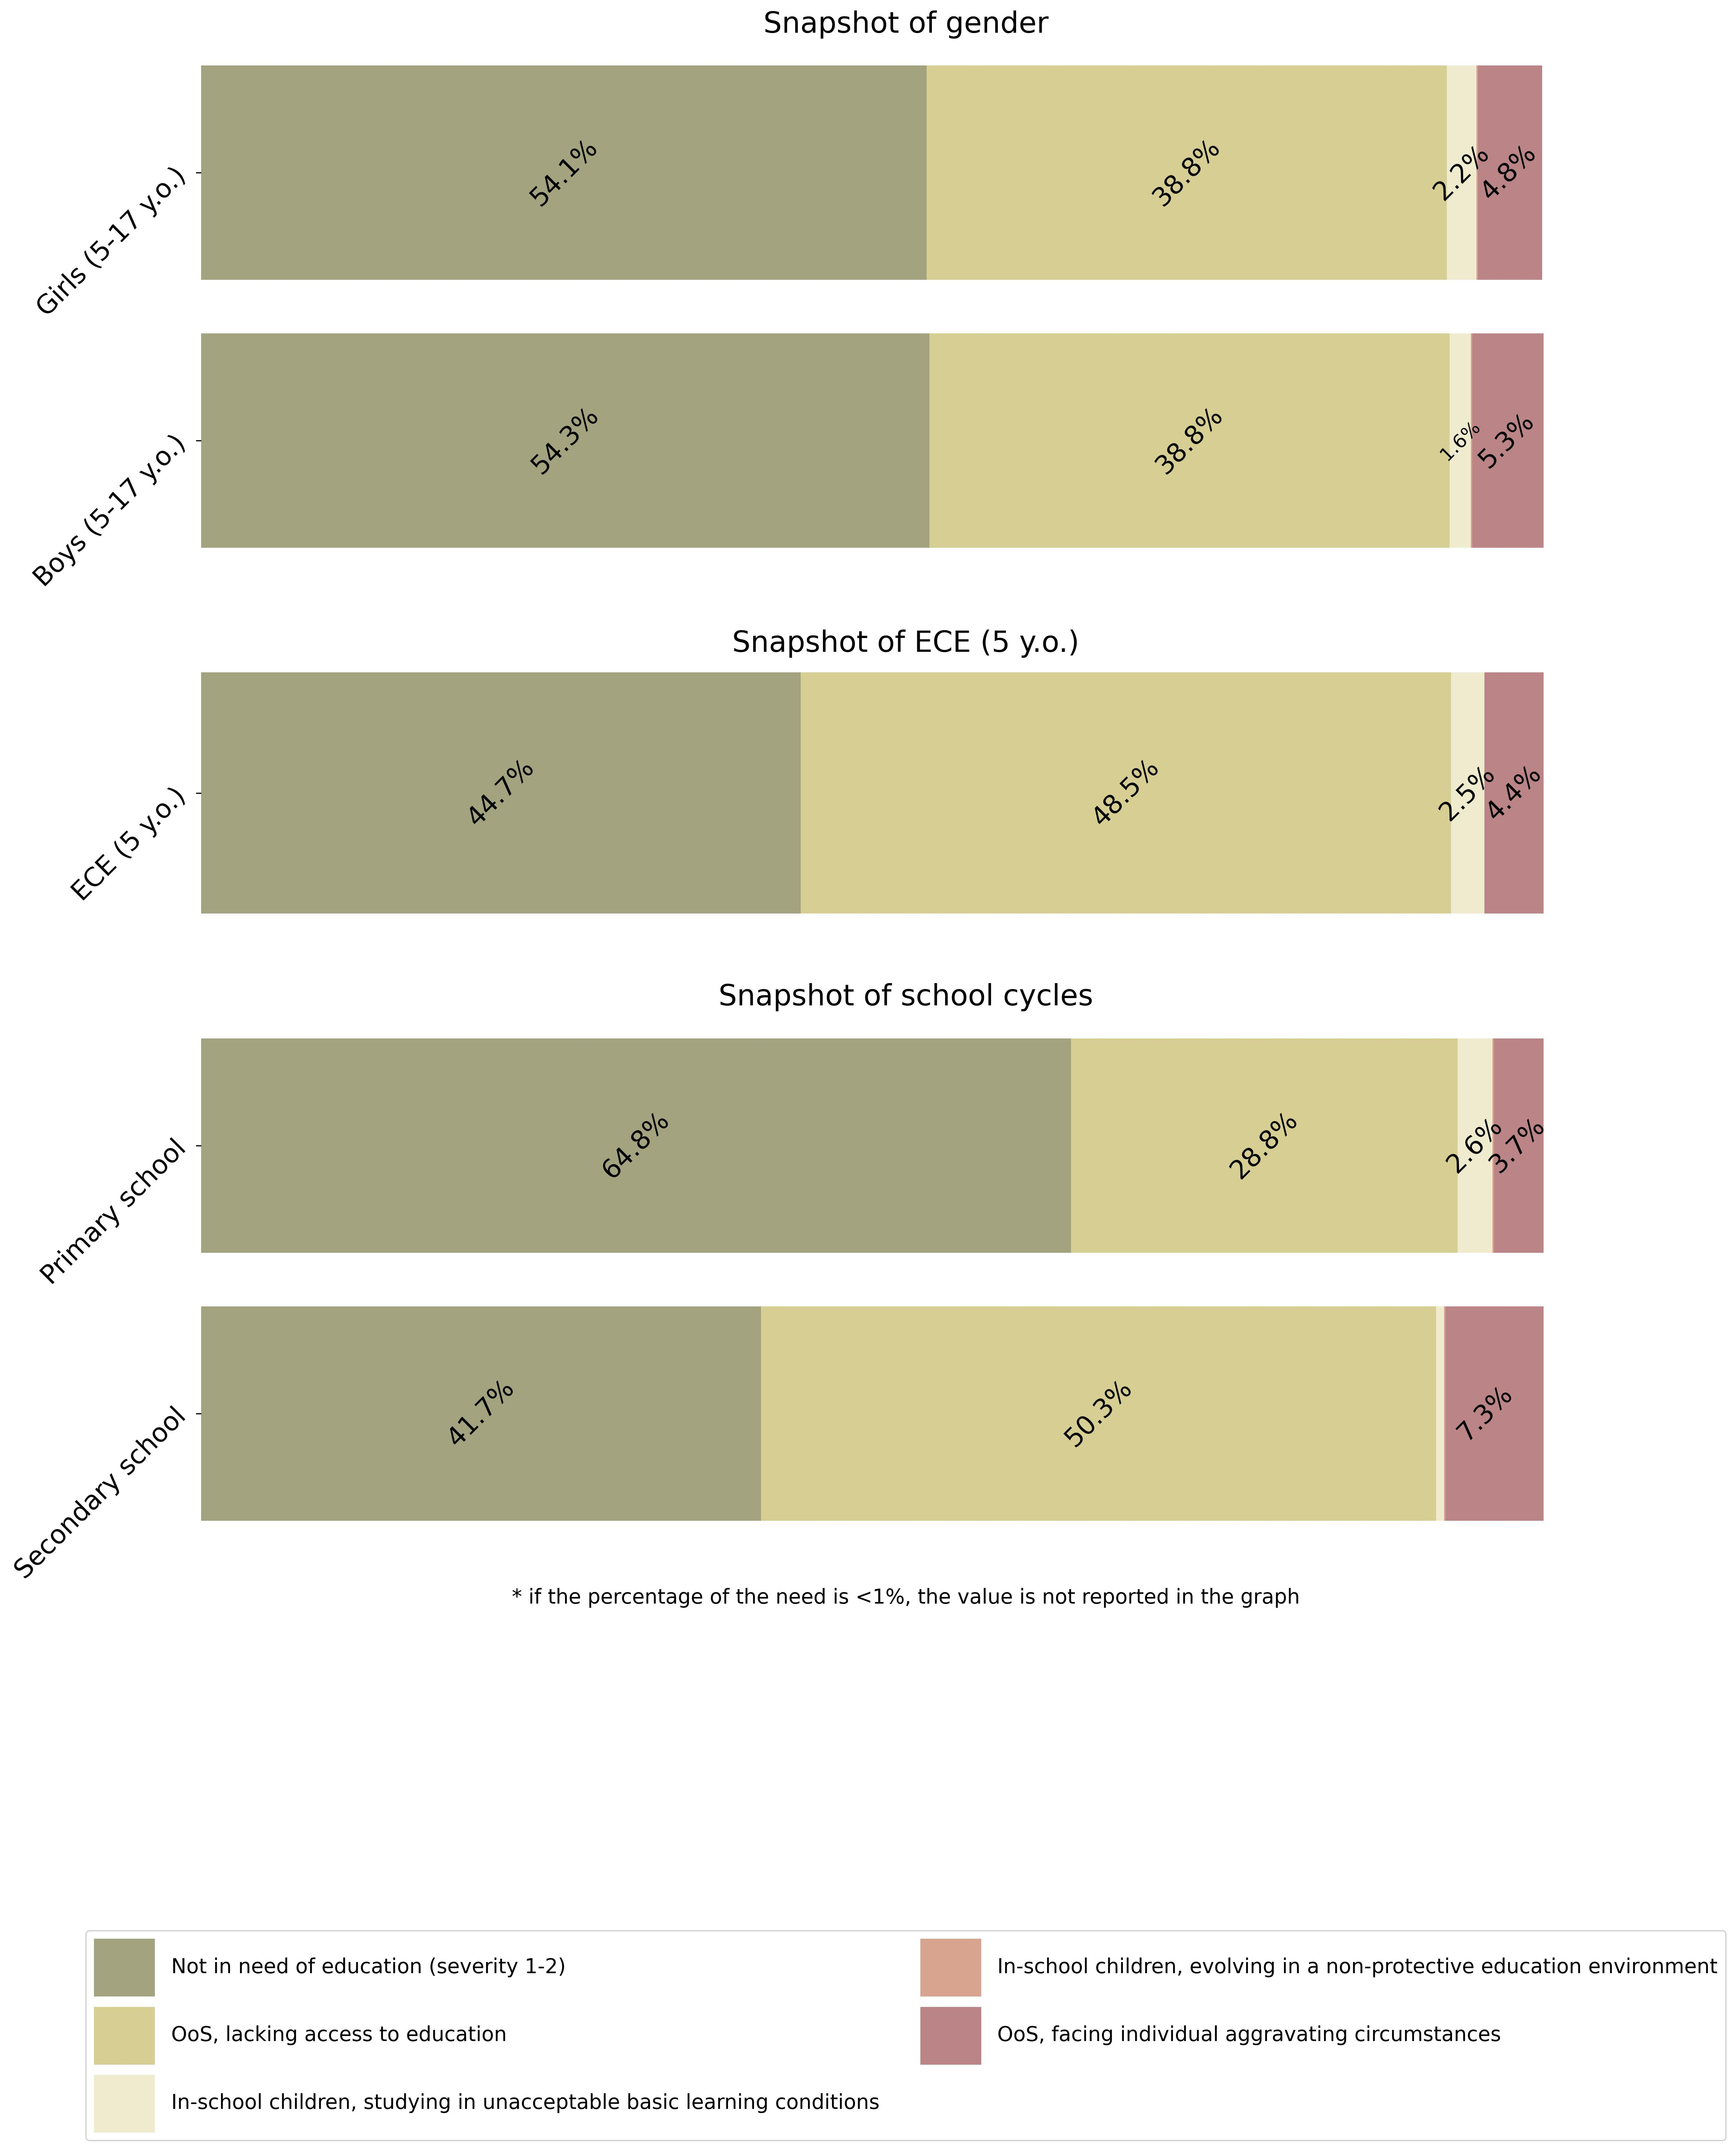 Snapshot of gender
Girls (5-17 y.o.)
54.1%
38.8%
2.2%
4.8%
Boys (5-17 y.o.)
54.3%
38.8%
1.6%
5.3%
Snapshot of ECE (5 y.o.)
ECE (5 y.o.)
44.7%
48.5%
2.5%
4.4%
Snapshot of school cycles
Primary school
64.8%
28.8%
2.6%
3.7%
Secondary school
41.7%
50.3%
7.3%
* if the percentage of the need is <1%, the value is not reported in the graph
Not in need of education (severity 1-2)
OoS, lacking access to education
In-school children, studying in unacceptable basic learning conditions
In-school children, evolving in a non-protective education environment
OoS, facing individual aggravating circumstances